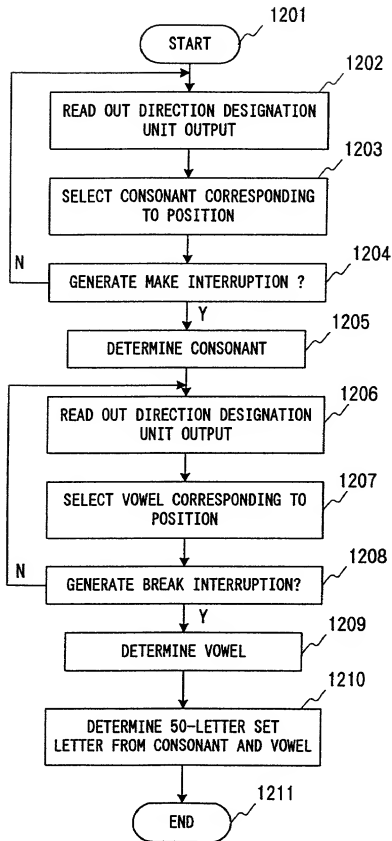 1201
START
1202
READ OUT DIRECTION DESIGNATION
UNIT OUTPUT
1203
SELECT CONSONANT CORRESPONDING
TO POSITION
1204
N
GENERATE MAKE INTERRUPTION ?
Y
1205
DETERMINE CONSONANT
1206
READ OUT DIRECTION DESIGNATION
UNIT OUTPUT
1207
SELECT VOWEL CORRESPONDING TO
POSITION
1208
N
GENERATE BREAK INTERRUPTION?
Y
1209
DETERMINE VOWEL
1210
DETERMINE 50-LETTER SET
LETTER FROM CONSONANT AND VOWEL
1211
END